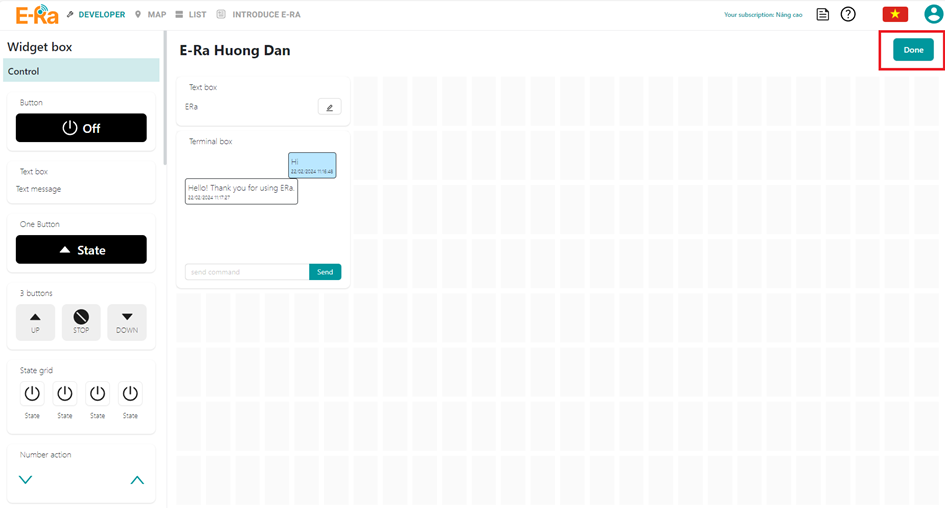 E-Ra DEVELOPER MAP LIST INTRODUCE E-RA Your subscription: Nâng cao
Widget box
Control
Button
Off
Text box
Text message
One Button
State
3 buttons
UP STOP DOWN
State grid
State State State State
Number action
E-Ra Huong Dan
Done
Text box
ERa
Terminal box
Hi
22/02/2024 11:16:46
Hello! Thank you for using ERa.
22/02/2024 11:17:27
send command Send